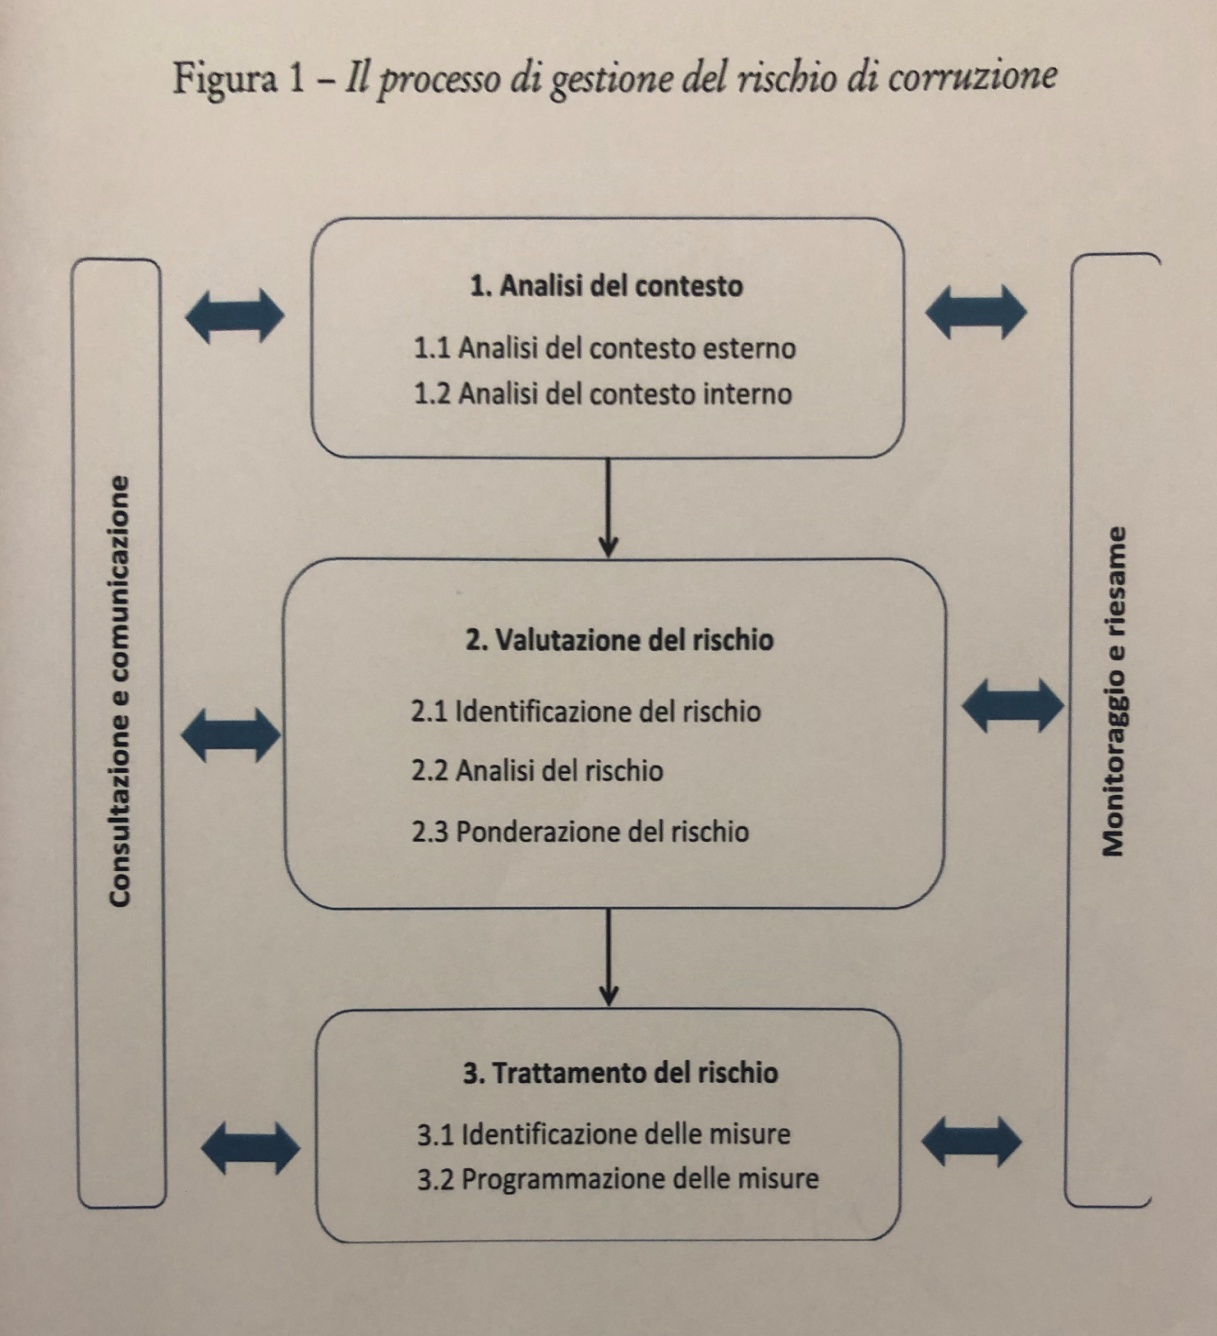 Figura 1 – Il processo di gestione del rischio di corruzione
Consultazione e comunicazione
1. Analisi del contesto
1.1 Analisi del contesto esterno
1.2 Analisi del contesto interno
2. Valutazione del rischio
2.1 Identificazione del rischio
2.2 Analisi del rischio
2.3 Ponderazione del rischio
3. Trattamento del rischio
3.1 Identificazione delle misure
3.2 Programmazione delle misure
Monitoraggio e riesame